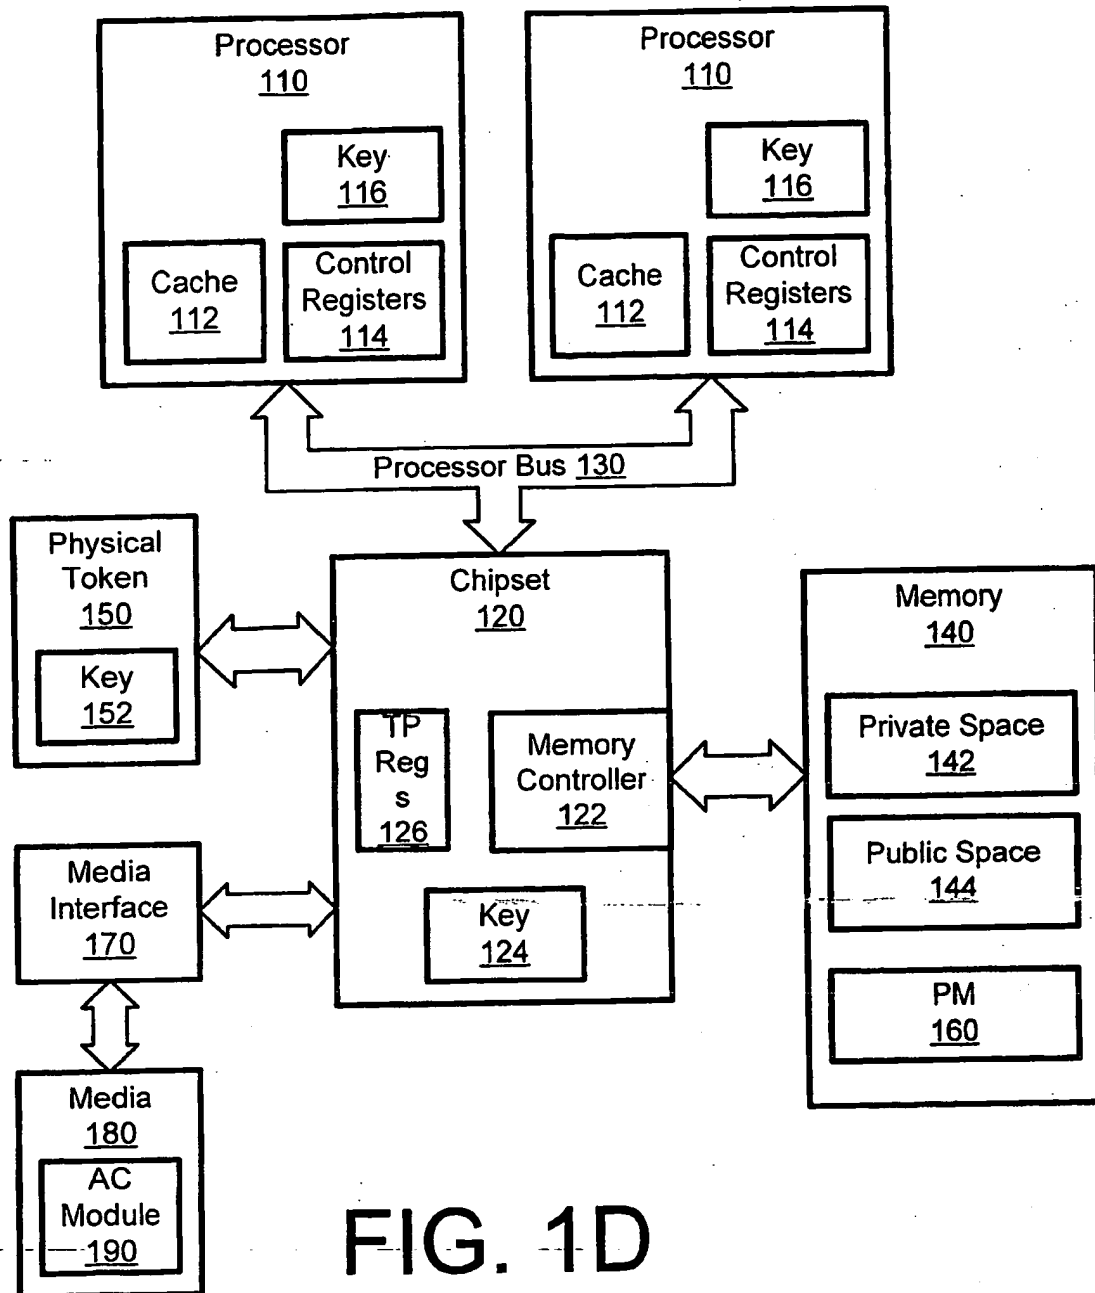 Processor
110
Key
116
Cache
112
Control
Registers
114
Processor
110
Key
116
Cache
112
Control
Registers
114
Processor Bus 130
Physical
Token
150
Key
152
Chipset
120
TP
Reg
s
126
Memory
Controller
122
Key
124
Memory
140
Private Space
142
Public Space
144
PM
160
Media
Interface
170
Media
180
AC
Module
190
FIG. 1D